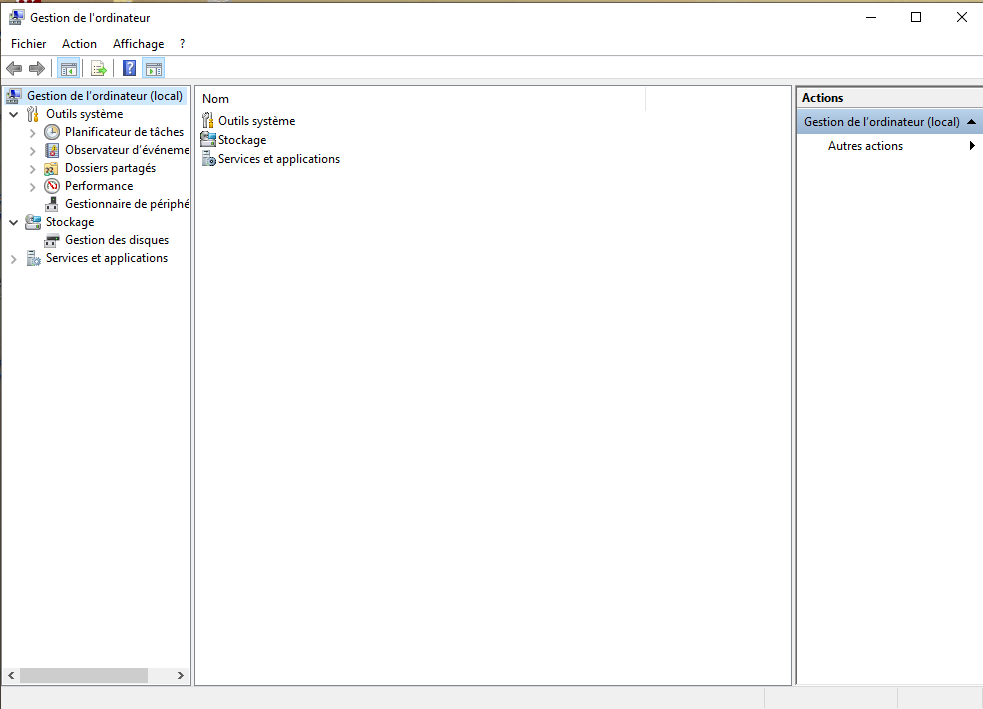 Gestion de l'ordinateur
Fichier Action Affichage ?
Gestion de l'ordinateur (local)
Outils système
Planificateur de tâches
Observateur d'événeme
Dossiers partagés
Performance
Gestionnaire de périphé
Stockage
Gestion des disques
Services et applications
Nom
Outils système
Stockage
Services et applications
Actions
Gestion de l'ordinateur (local)
Autres actions